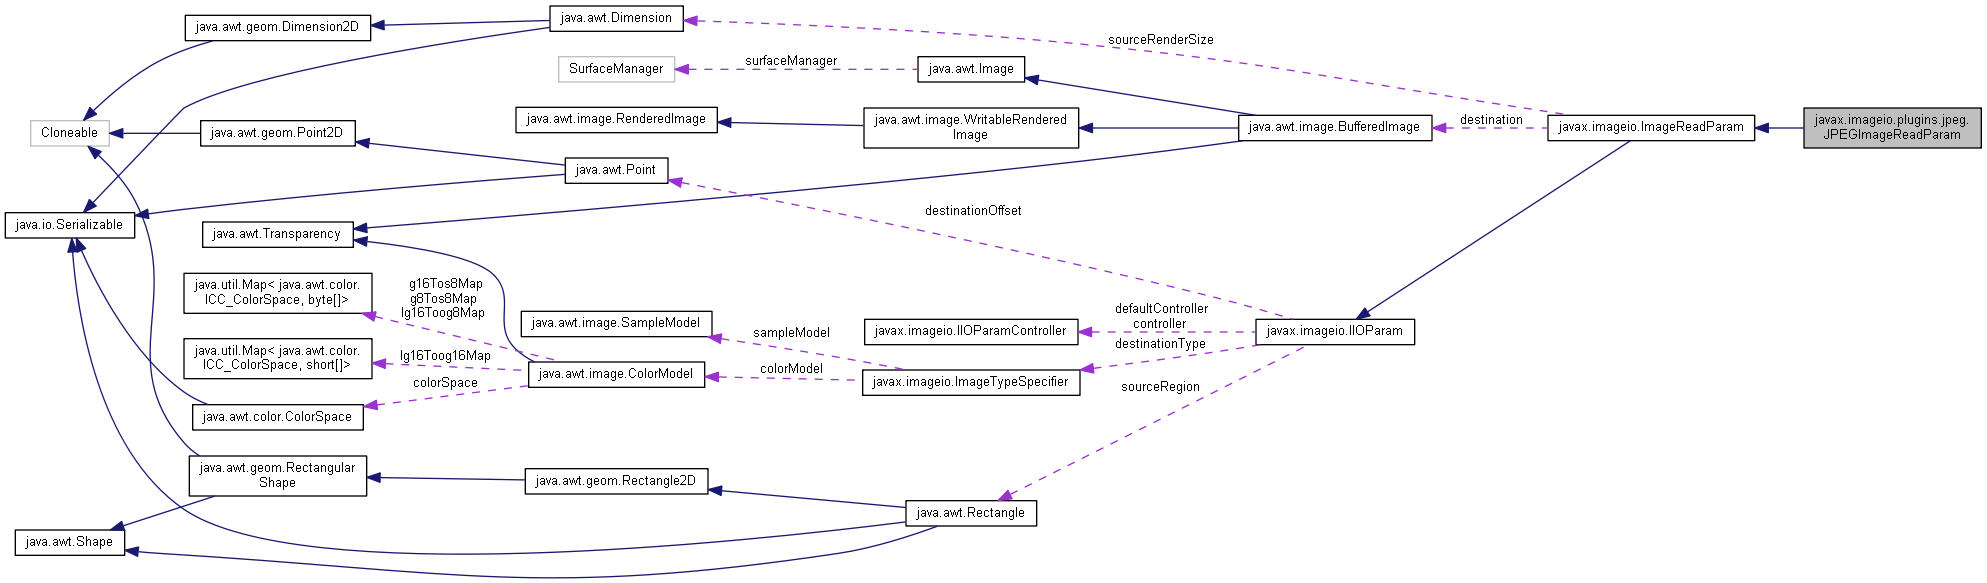 java.awt.Dimension
java.awt.geom.Dimension2D
sourceRenderSize
surfaceManager
SurfaceManager
java.awt.Image
java.awt.image.RenderedImage
java.awt.image.WritableRendered
Image
java.awt.image.BufferedImage
destination
javax.imageio.ImageReadParam
javax.imageio.plugins.jpeg.
JPEGImageReadParam
Cloneable
java.awt.geom.Point2D
java.awt.Point
destinationOffset
java.io.Serializable
java.awt.Transparency
java.util.Map< java.awt.color.
ICC_ColorSpace, byte[]>
g16Tos8Map
g8Tos8Map
lg16Toog8Map
java.awt.image.SampleModel
sampleModel
javax.imageio.IIOParamController
defaultController
controller
javax.imageio.IIOParam
destinationType
java.util.Map< java.awt.color.
ICC_ColorSpace, short[]>
lg16Toog16Map
colorSpace
java.awt.image.ColorModel
colorModel
javax.imageio.ImageTypeSpecifier
sourceRegion
java.awt.color.ColorSpace
java.awt.geom.Rectangular
Shape
java.awt.geom.Rectangle2D
java.awt.Rectangle
java.awt.Shape